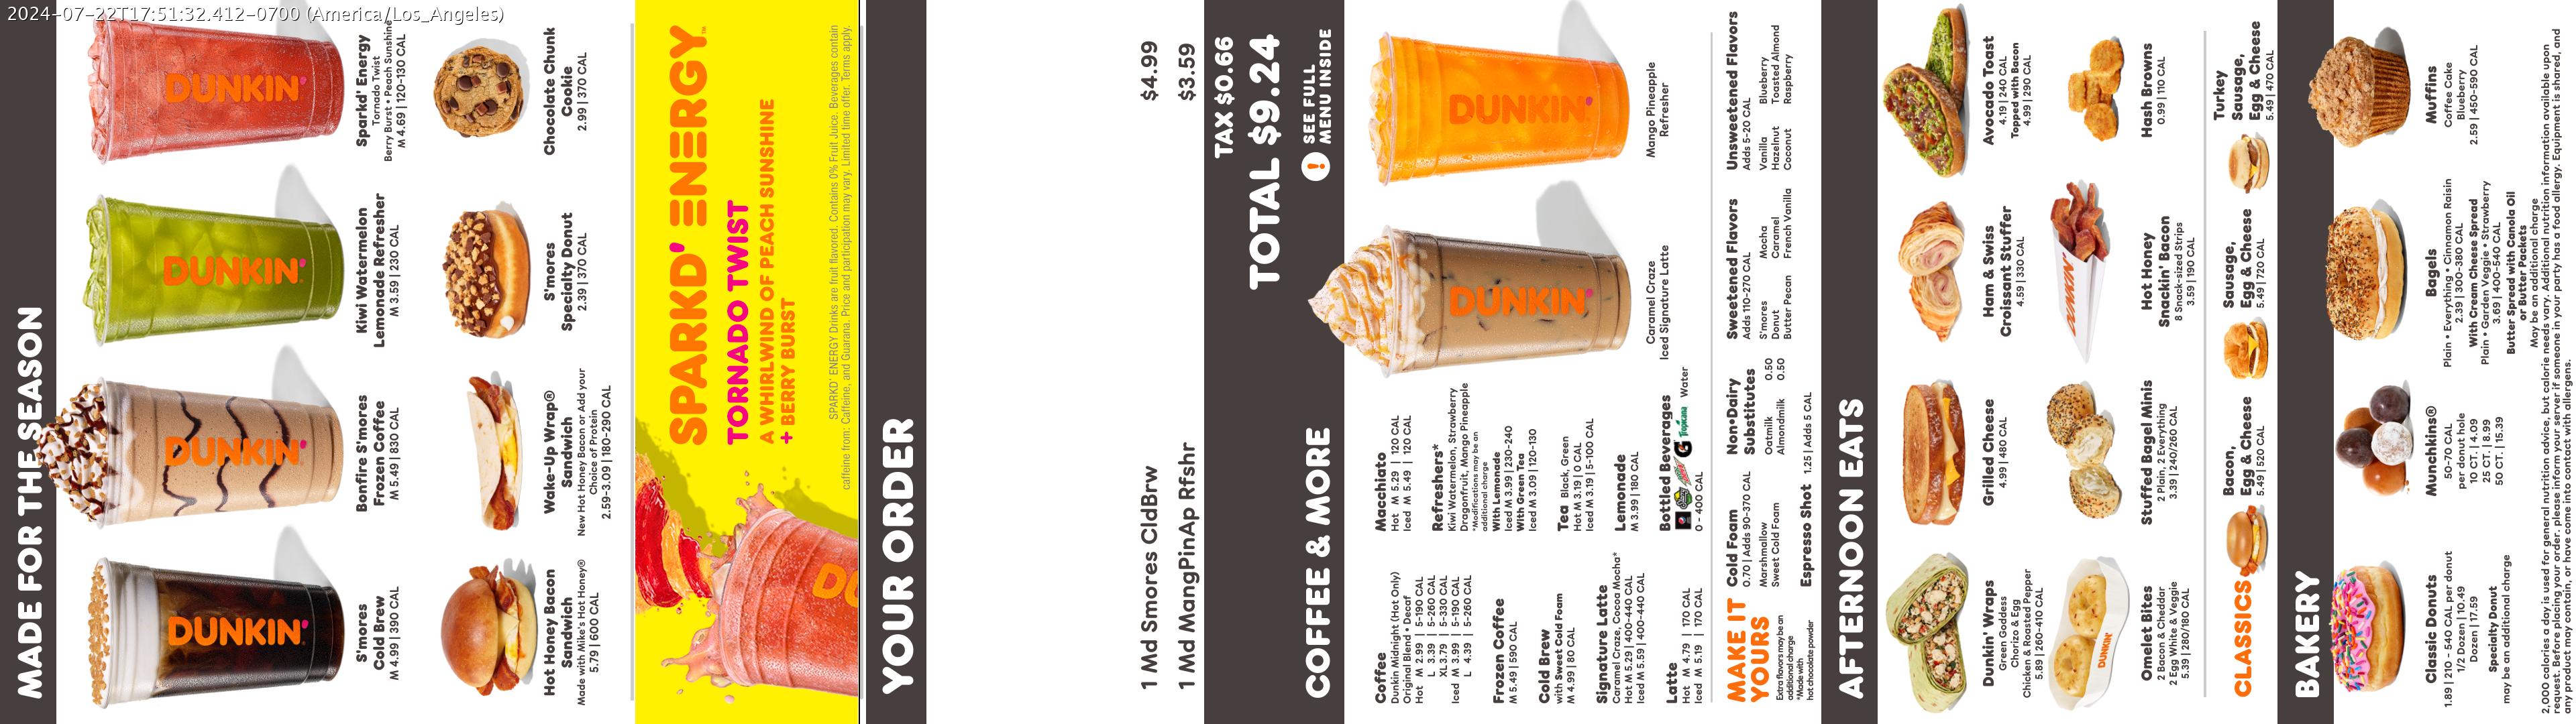 2024-07-22T17:51:32.412-0700 (America/Los_Angeles)
MADE FOR THE SEASON
DUNKIN'
S'mores
Cold Brew
M 4.99 | 390 CAL
DUNKIN'
Bonfire S'mores
Frozen Coffee
M 5.49 | 830 CAL
DUNKIN'
Kiwi Watermelon
Lemonade Refresher
M 3.59 | 230 CAL
DUNKIN'
Sparkd' Energy
Tornado Twist
Berry Burst • Peach Sunshine
M 4.69 | 120-130 CAL
Hot Honey Bacon
Sandwich
Made with Mike's Hot Honey®
5.79 | 600 CAL
Wake-Up Wrap®
Sandwich
New Hot Honey Bacon or Add your
Choice of Protein
2.59-3.09 | 180-290 CAL
S'mores
Specialty Donut
2.39 | 370 CAL
Chocolate Chunk
Cookie
2.99 | 370 CAL
SPARKD' ENERGY™
TORNADO TWIST
A WHIRLWIND OF PEACH SUNSHINE
+ BERRY BURST
SPARKD' ENERGY Drinks are fruit flavored. Contains 0% Fruit Juice. Beverages contain
caffeine from: Caffeine, and Guarana. Price and participation may vary. Limited time offer. Terms apply.
YOUR ORDER
1 Md Smores CldBrw $4.99
1 Md MangPinAp Rfshr $3.59
TAX $0.66
TOTAL $9.24
COFFEE & MORE
! SEE FULL
MENU INSIDE
Coffee
Dunkin Midnight (Hot Only)
Original Blend • Decaf
Hot M 2.99 | 5-190 CAL
L 3.39 | 5-260 CAL
XL 3.79 | 5-330 CAL
Iced M 3.99 | 5-190 CAL
L 4.39 | 5-260 CAL
Frozen Coffee
M 5.49 | 590 CAL
Cold Brew
with Sweet Cold Foam
M 4.99 | 80 CAL
Signature Latte
Caramel Craze, Cocoa Mocha*
Hot M 5.29 | 400-440 CAL
Iced M 5.59 | 400-440 CAL
Latte
Hot M 4.79 | 170 CAL
Iced M 5.19 | 170 CAL
Macchiato
Hot M 5.29 | 120 CAL
Iced M 5.49 | 120 CAL
Refreshers*
Kiwi Watermelon, Strawberry
Dragonfruit, Mango Pineapple
*Modifications may be an
additional charge
With Lemonade
Iced M 3.99 | 230-240
With Green Tea
Iced M 3.09 | 120-130
Tea Black, Green
Hot M 3.19 | 0 CAL
Iced M 3.19 | 5-100 CAL
Lemonade
M 3.99 | 180 CAL
Bottled Beverages
G Tropicana Water
0 - 400 CAL
DUNKIN'
Caramel Craze
Iced Signature Latte
DUNKIN'
Mango Pineapple
Refresher
MAKE IT
YOURS
Extra flavors may be an
additional charge
*Made with
hot chocolate powder
Cold Foam
0.70 | Adds 90-370 CAL
Marshmallow
Sweet Cold Foam
Espresso Shot 1.25 | Adds 5 CAL
Non•Dairy
Substitutes
Oatmilk 0.50
Almondmilk 0.50
Sweetened Flavors
Adds 110-270 CAL
S'mores Mocha
Donut Caramel
Butter Pecan French Vanilla
Unsweetened Flavors
Adds 5-20 CAL
Vanilla Blueberry
Hazelnut Toasted Almond
Coconut Raspberry
AFTERNOON EATS
Dunkin' Wraps
Green Goddess
Chorizo & Egg
Chicken & Roasted Pepper
5.89 | 260-410 CAL
Grilled Cheese
4.99 | 480 CAL
Ham & Swiss
Croissant Stuffer
4.59 | 330 CAL
Avocado Toast
4.19 | 240 CAL
Topped with Bacon
4.99 | 290 CAL
DUNKIN'
Omelet Bites
2 Bacon & Cheddar
2 Egg White & Veggie
5.39 | 280/180 CAL
Stuffed Bagel Minis
2 Plain, 2 Everything
3.39 | 240/260 CAL
DUNKIN'
Hot Honey
Snackin' Bacon
8 Snack-sized Strips
3.59 | 190 CAL
Hash Browns
0.99 | 110 CAL
CLASSICS
Bacon,
Egg & Cheese
5.49 | 520 CAL
Sausage,
Egg & Cheese
5.49 | 720 CAL
Turkey
Sausage,
Egg & Cheese
5.49 | 470 CAL
BAKERY
Classic Donuts
1.89 | 210 - 540 CAL per donut
1/2 Dozen | 10.49
Dozen | 17.59
Specialty Donut
may be an additional charge
Munchkins®
50-70 CAL
per donut hole
10 CT. | 4.09
25 CT. | 8.99
50 CT. | 15.39
Bagels
Plain • Everything • Cinnamon Raisin
2.39 | 300-380 CAL
With Cream Cheese Spread
Plain • Garden Veggie • Strawberry
3.69 | 400-540 CAL
Butter Spread with Canola Oil
or Butter Packets
May be an additional charge
Muffins
Coffee Cake
Blueberry
2.59 | 450-590 CAL
2,000 calories a day is used for general nutrition advice, but calorie needs vary. Additional nutrition information available upon
request. Before placing your order, please inform your server if someone in your party has a food allergy. Equipment is shared, and
any product may contain, or have come into contact with allergens.